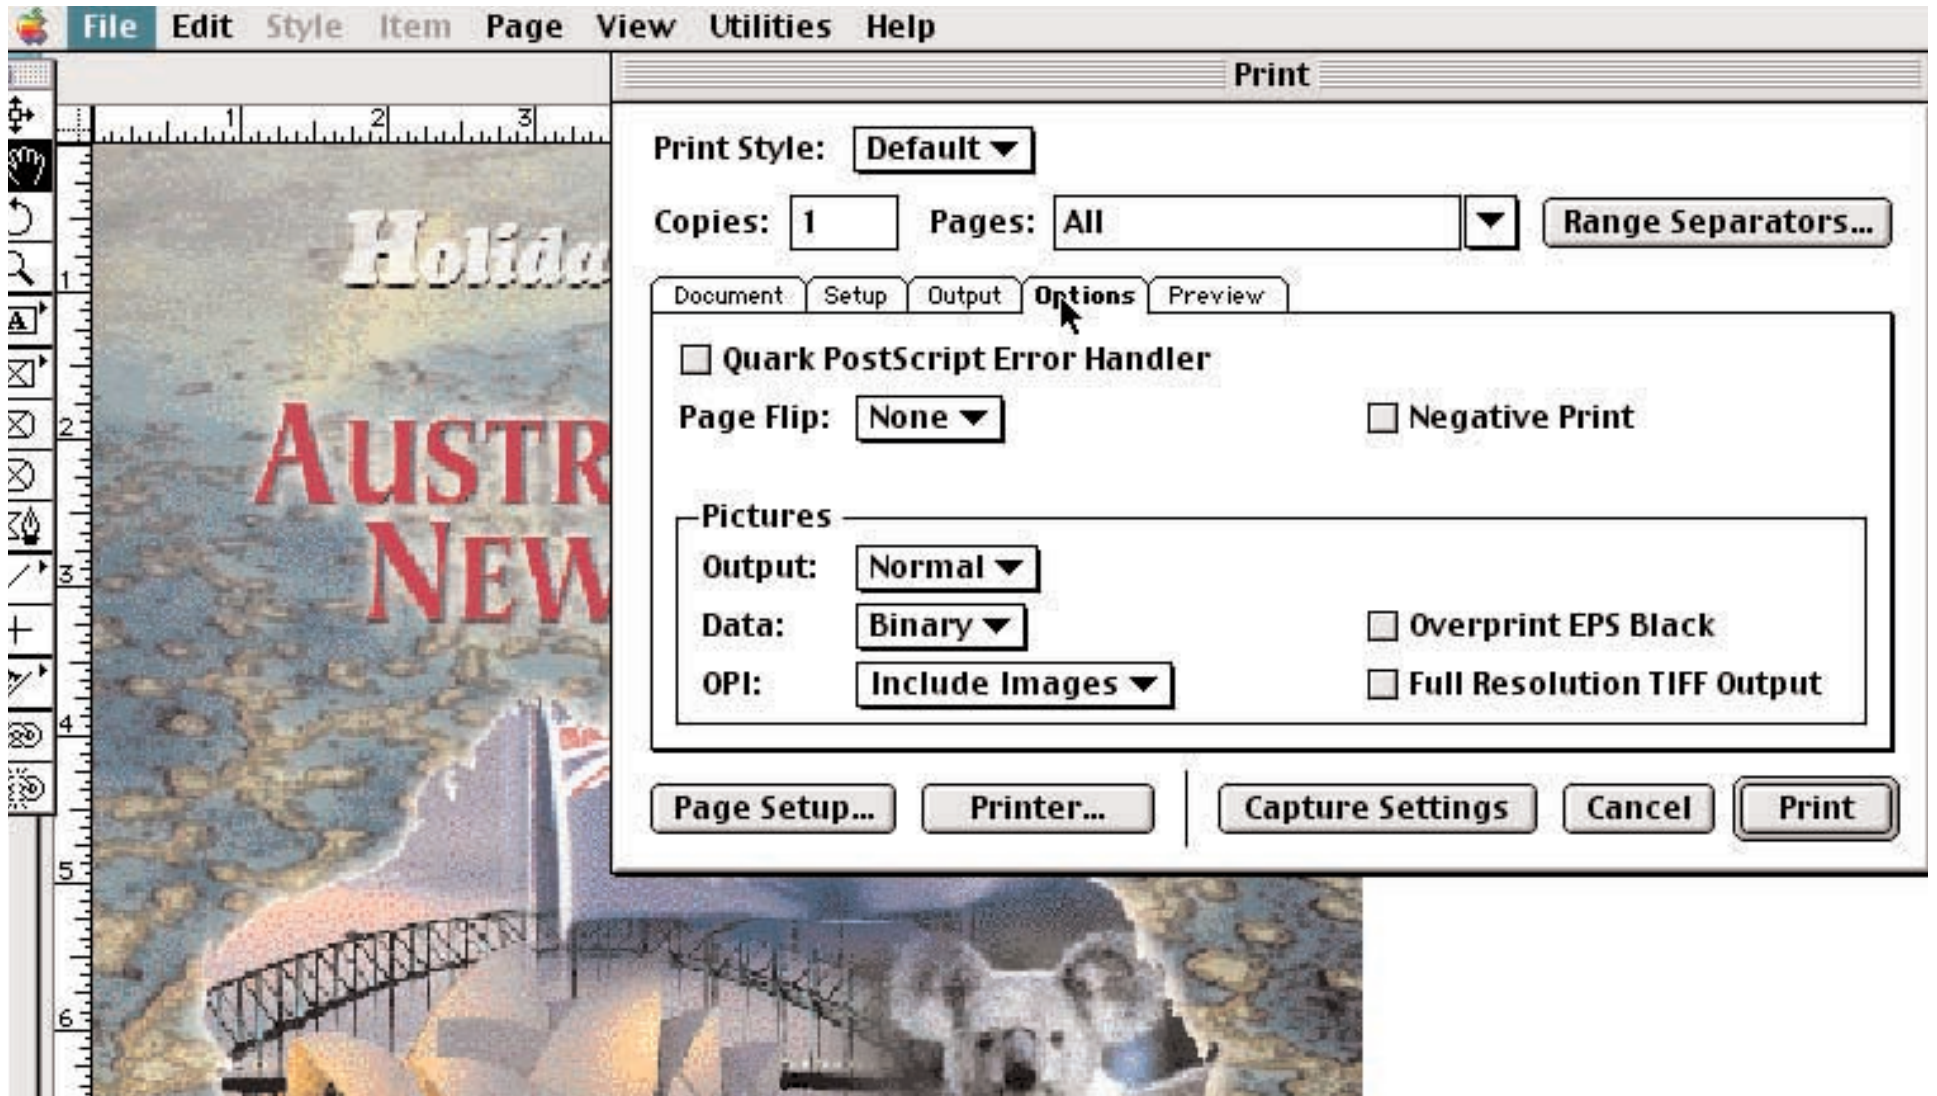 File Edit Style Item Page View Utilities Help
Print
1 2 3
Print Style: Default
Copies: 1 Pages: All Range Separators...
Document Setup Output Options Preview
Quark PostScript Error Handler
Page Flip: None Negative Print
Pictures
Output: Normal
Data: Binary Overprint EPS Black
OPI: Include Images Full Resolution TIFF Output
Page Setup... Printer... Capture Settings Cancel Print
Holida
AUSTR
NEW
A
1
2
3
4
5
6